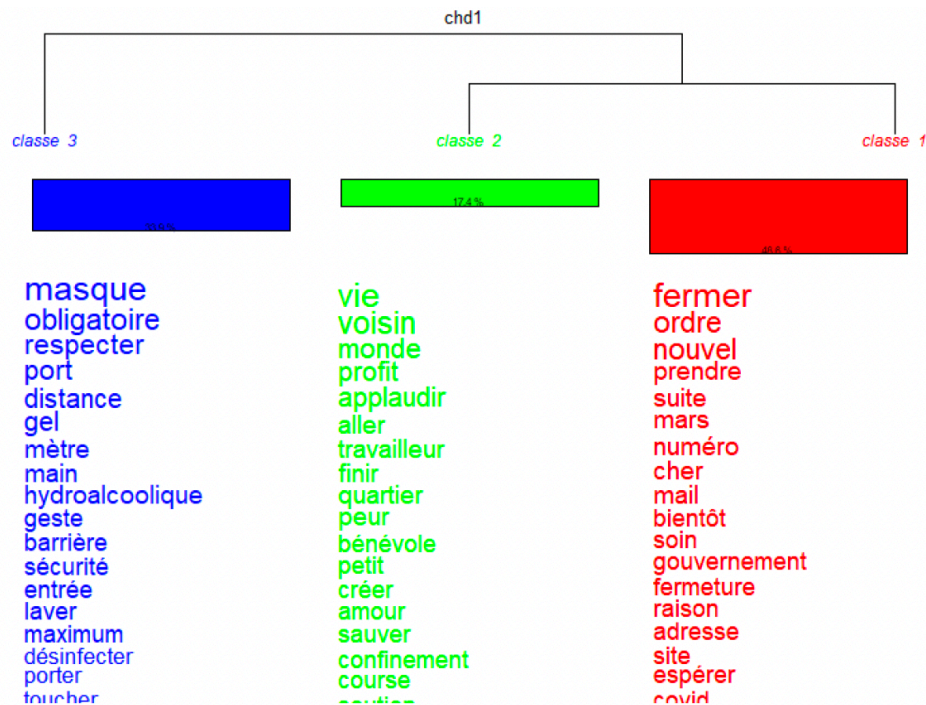 chd1
classe 3
classe 2
classe 1
17.4 %
masque
obligatoire
respecter
port
distance
gel
mètre
main
hydroalcoolique
geste
barrière
sécurité
entrée
laver
maximum
désinfecter
porter
toucher
vie
voisin
monde
profit
applaudir
aller
travailleur
finir
quartier
peur
bénévole
petit
créer
amour
sauver
confinement
course
fermer
ordre
nouvel
prendre
suite
mars
numéro
cher
mail
bientôt
soin
gouvernement
fermeture
raison
adresse
site
espérer
covid